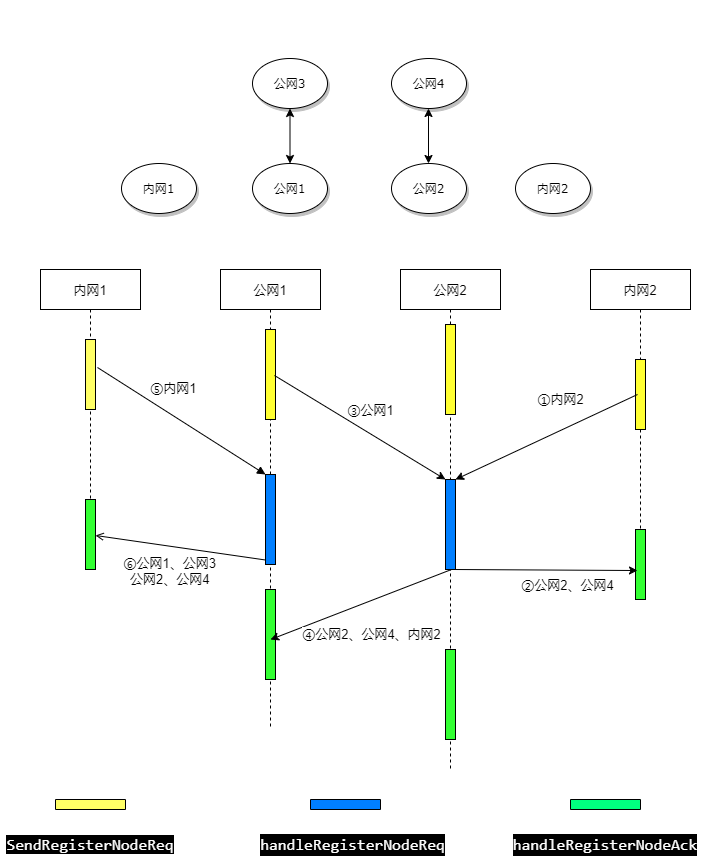 公网3
公网4
内网1
公网1
公网2
内网2
内网1
公网1
公网2
内网2
⑤内网1
③公网1
①内网2
⑥公网1、公网3
公网2、公网4
②公网2、公网4
④公网2、公网4、内网2
SendRegisterNodeReq
handleRegisterNodeReq
handleRegisterNodeAck